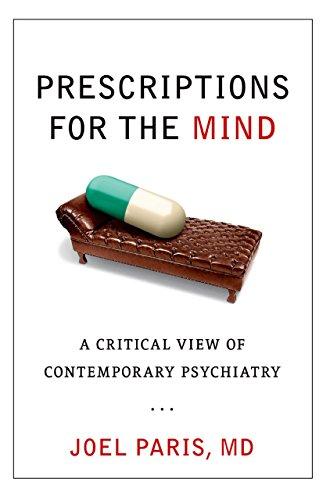 PRESCRIPTIONS
FOR THE MIND
A CRITICAL VIEW OF
CONTEMPORARY PSYCHIATRY
...
JOEL PARIS, MD